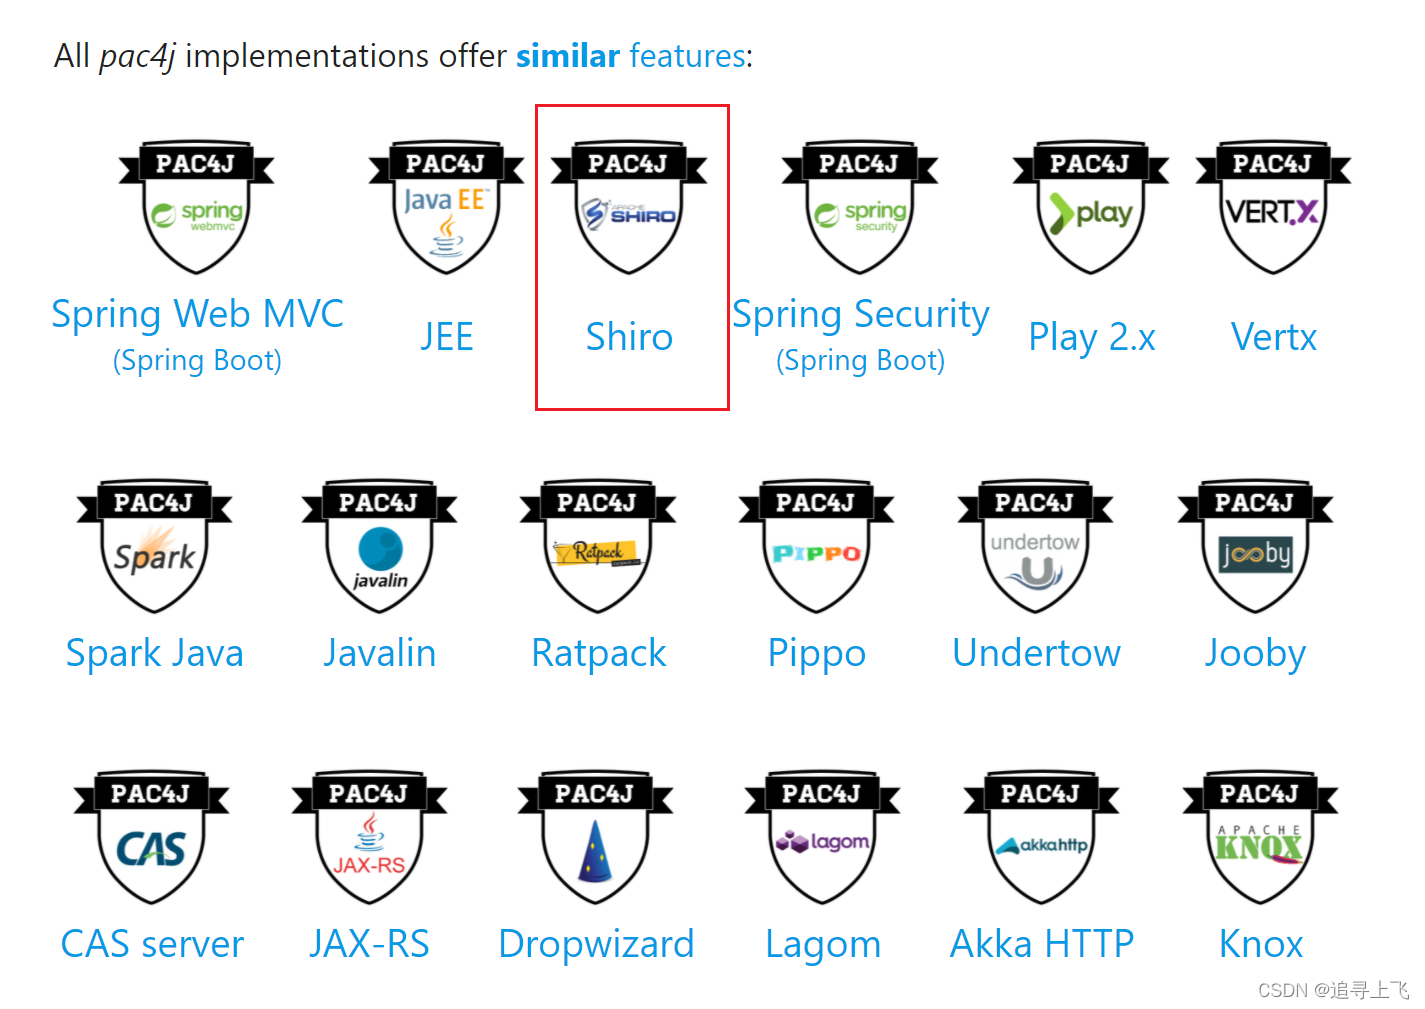 All pac4j implementations offer similar features:
PAC4J PAC4J PAC4J PAC4J PAC4J PAC4J
spring webmvc Java EE™ APACHE SHIRO spring security play VERT.X
Spring Web MVC JEE Shiro Spring Security Play 2.x Vertx
(Spring Boot) (Spring Boot)
PAC4J PAC4J PAC4J PAC4J PAC4J PAC4J
Spark javalin Ratpack PIPPO undertow U jooby
Spark Java Javalin Ratpack Pippo Undertow Jooby
PAC4J PAC4J PAC4J PAC4J PAC4J PAC4J
CAS JAX-RS lagom akka http APACHE KNOX
CAS server JAX-RS Dropwizard Lagom Akka HTTP Knox
CSDN @追寻上飞